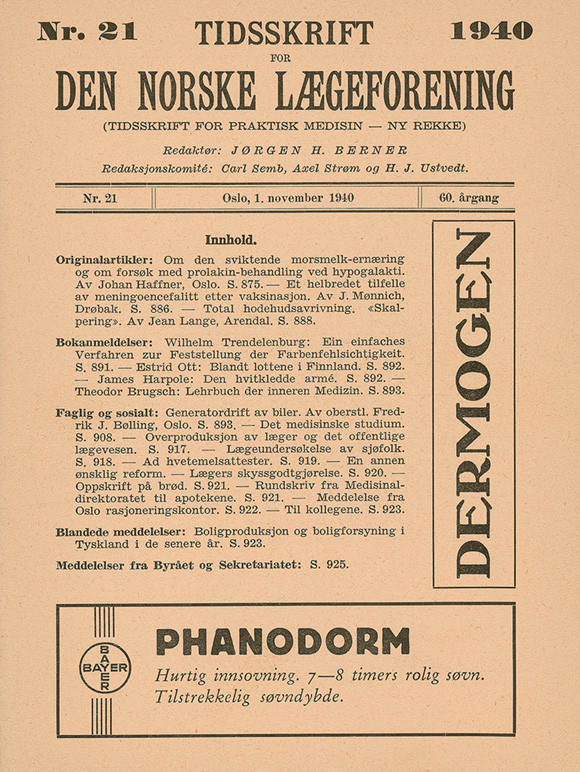 Nr. 21 TIDSSKRIFT 1940
FOR
DEN NORSKE LÆGEFORENING
(TIDSSKRIFT FOR PRAKTISK MEDISIN — NY REKKE)
Redaktør: JØRGEN H. BERNER
Redaksjonskomité: Carl Semb, Axel Strøm og H. J. Ustvedt.
Nr. 21 Oslo, 1. november 1940 60. årgang
Innhold.
Originalartikler: Om den sviktende morsmelk-ernæring
og om forsøk med prolakin-behandling ved hypogalakti.
Av Johan Haffner, Oslo. S. 875. — Et helbredet tilfelle
av meningoencefalitt etter vaksinasjon. Av J. Mønnich,
Drøbak. S. 886. — Total hodehudsavrivning. «Skal-
pering». Av Jean Lange, Arendal. S. 888.
Bokanmeldelser: Wilhelm Trendelenburg: Ein einfaches
Verfahren zur Feststellung der Farbenfehlsichtigkeit.
S. 891. — Estrid Ott: Blandt lottene i Finnland. S. 892.
— James Harpole: Den hvitkledde armé. S. 892. —
Theodor Brugsch: Lehrbuch der inneren Medizin. S. 893.
Faglig og sosialt: Generatordrift av biler. Av oberstl. Fred-
rik J. Bølling, Oslo. S. 893. — Det medisinske studium.
S. 908. — Overproduksjon av læger og det offentlige
lægevesen. S. 917. — Lægeundersøkelse av sjøfolk.
S. 918. — Ad hvetemelsattester. S. 919. — En annen
ønsklig reform. — Lægers skyssgodtgjørelse. S. 920. —
Oppskrift på brød. S. 921. — Rundskriv fra Medisinal-
direktoratet til apotekene. S. 921. — Meddelelse fra
Oslo rasjoneringskontor. S. 922. — Til kollegene. S. 923.
Blandede meddelelser: Boligproduksjon og boligforsyning i
Tyskland i de senere år. S. 923.
Meddelelser fra Byrået og Sekretariatet: S. 925.
DERMOGEN
BAYER
BAYER
PHANODORM
Hurtig innsovning. 7—8 timers rolig søvn.
Tilstrekkelig søvndybde.